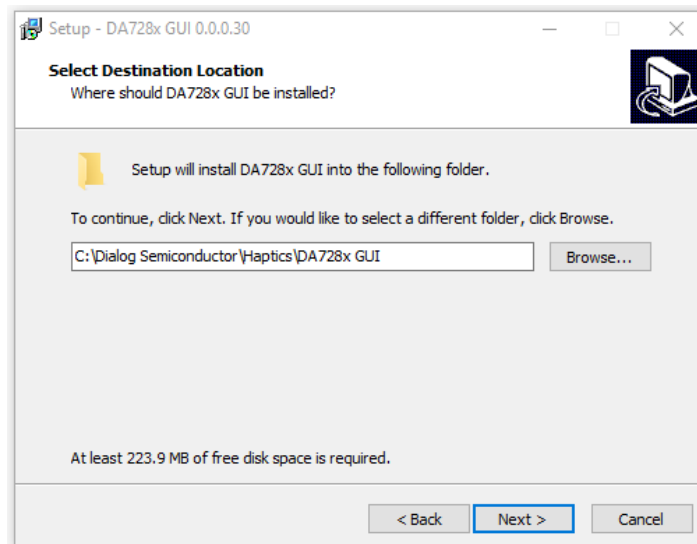 Setup - DA728x GUI 0.0.0.30
Select Destination Location
Where should DA728x GUI be installed?
Setup will install DA728x GUI into the following folder.
To continue, click Next. If you would like to select a different folder, click Browse.
C:\Dialog Semiconductor\Haptics\DA728x GUI
Browse...
At least 223.9 MB of free disk space is required.
< Back
Next >
Cancel